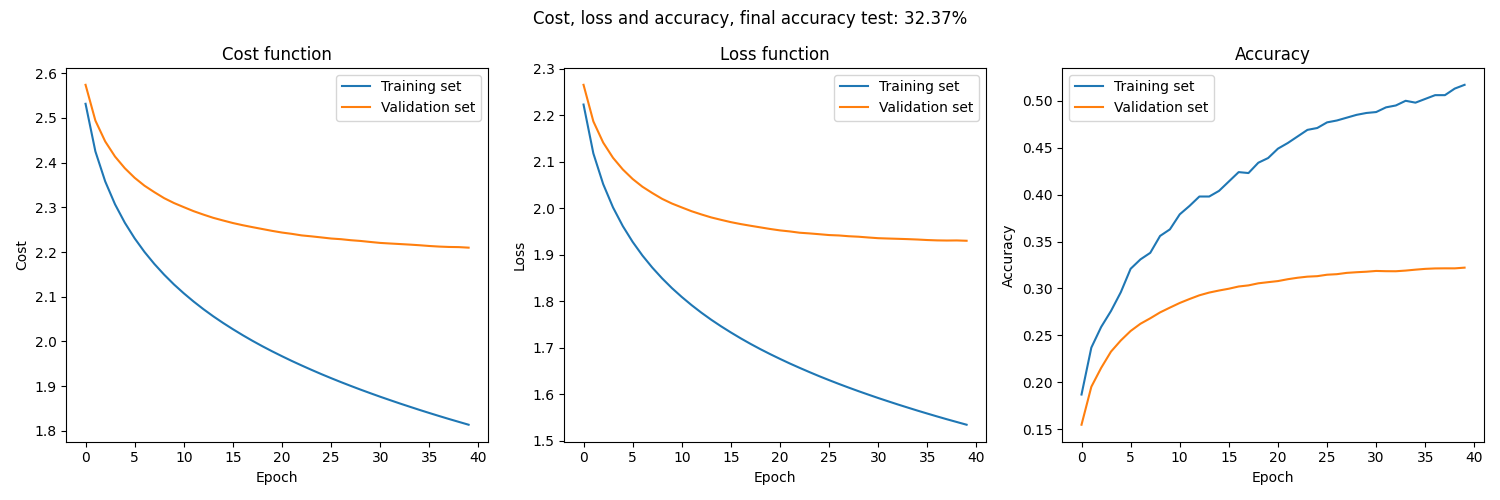 Cost, loss and accuracy, final accuracy test: 32.37%
Cost function
Training set
Validation set
2.6
2.5
2.4
2.3
2.2
2.1
2.0
1.9
1.8
Cost
0 5 10 15 20 25 30 35 40
Epoch
Loss function
Training set
Validation set
2.3
2.2
2.1
2.0
1.9
1.8
1.7
1.6
1.5
Loss
0 5 10 15 20 25 30 35 40
Epoch
Accuracy
Training set
Validation set
0.50
0.45
0.40
0.35
0.30
0.25
0.20
0.15
Accuracy
0 5 10 15 20 25 30 35 40
Epoch